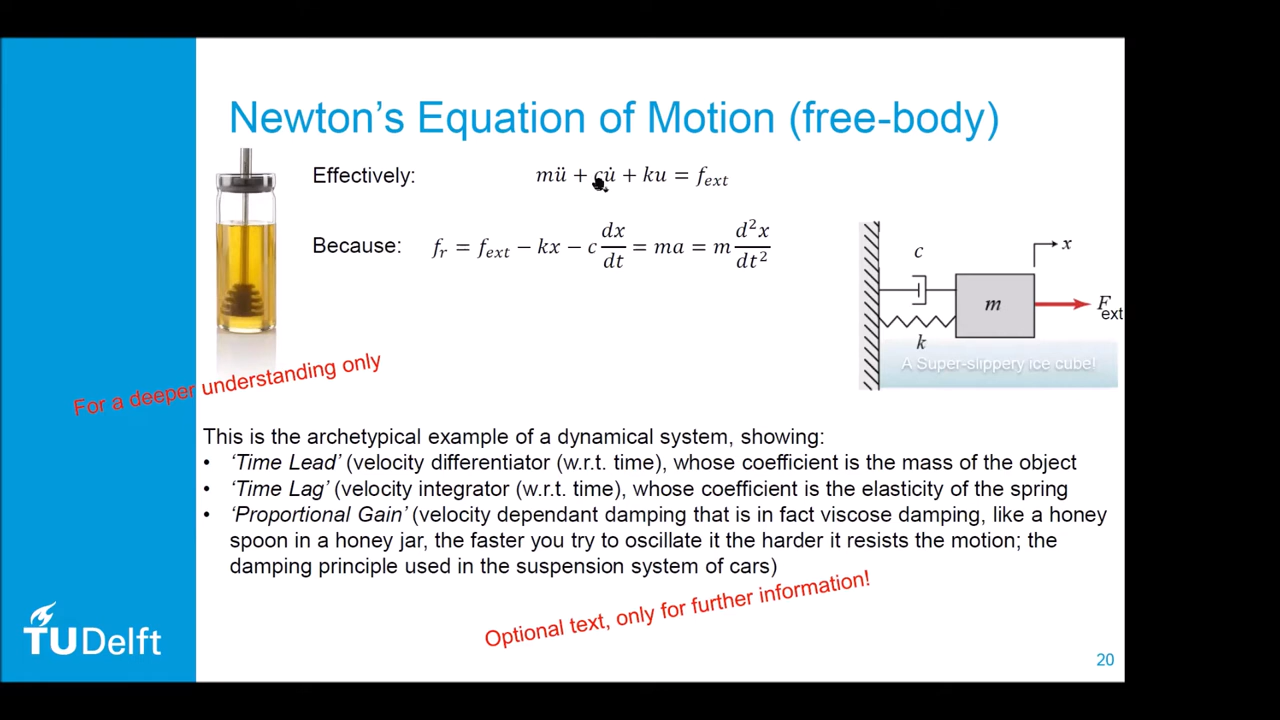 Newton's Equation of Motion (free-body)
Effectively: mü + cu̇ + ku = f_ext
Because: f_r = f_ext − kx − c dx/dt = ma = m d²x/dt²
c
x
m
F_ext
k
A Super-slippery ice cube!
For a deeper understanding only
This is the archetypical example of a dynamical system, showing:
• 'Time Lead' (velocity differentiator (w.r.t. time), whose coefficient is the mass of the object
• 'Time Lag' (velocity integrator (w.r.t. time), whose coefficient is the elasticity of the spring
• 'Proportional Gain' (velocity dependant damping that is in fact viscose damping, like a honey
spoon in a honey jar, the faster you try to oscillate it the harder it resists the motion; the
damping principle used in the suspension system of cars)
Optional text, only for further information!
TUDelft
20